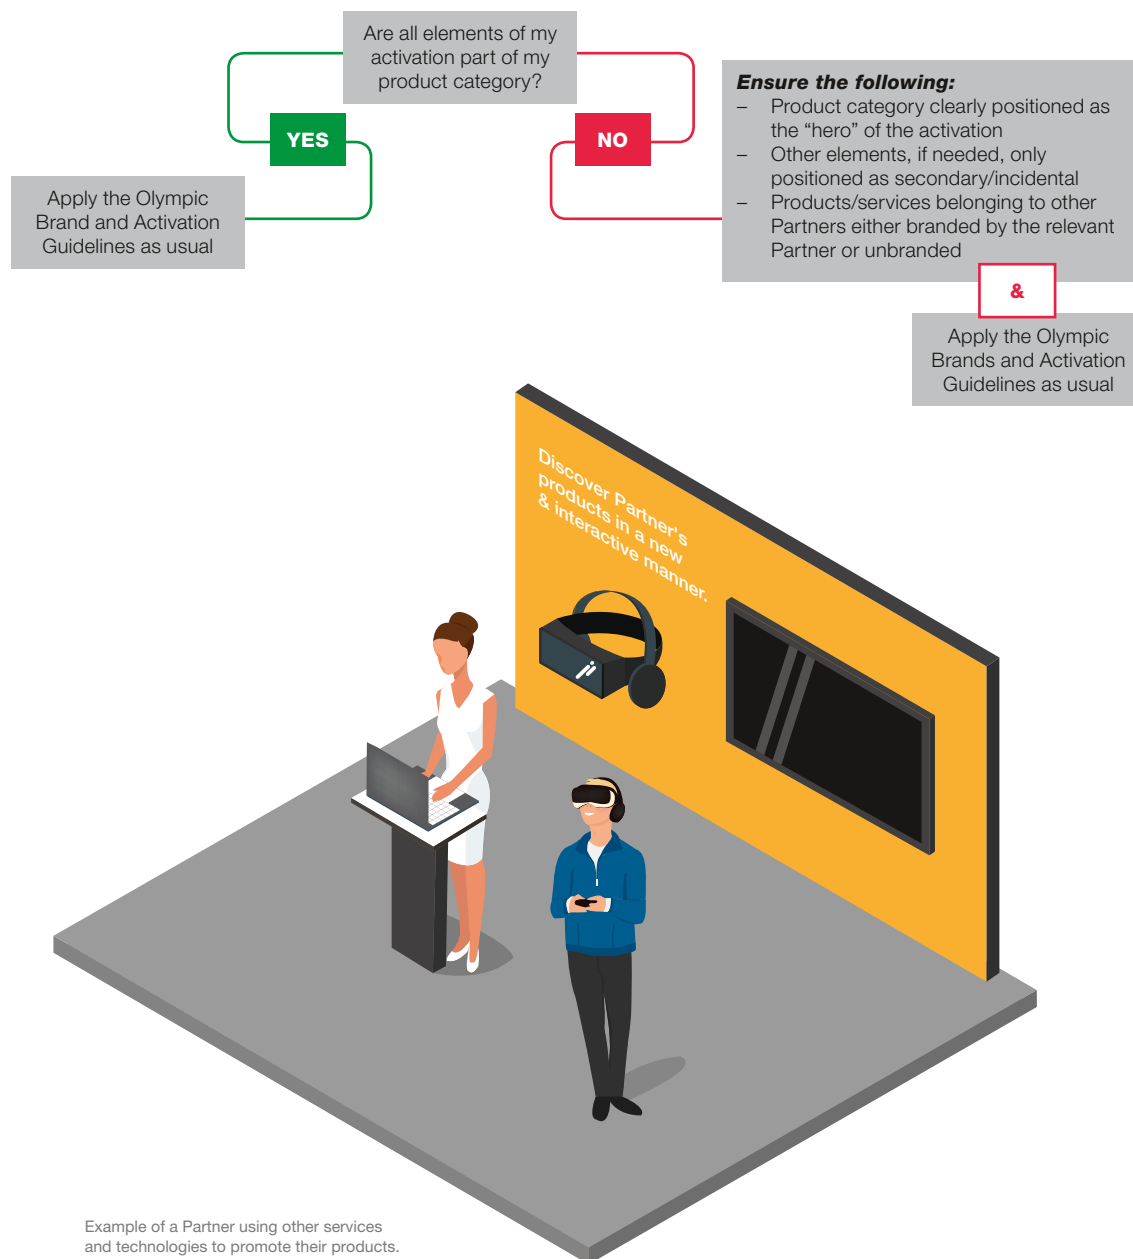 Are all elements of my
activation part of my
product category?
YES
NO
Apply the Olympic
Brand and Activation
Guidelines as usual
Ensure the following:
– Product category clearly positioned as
the “hero” of the activation
– Other elements, if needed, only
positioned as secondary/incidental
– Products/services belonging to other
Partners either branded by the relevant
Partner or unbranded
&
Apply the Olympic
Brands and Activation
Guidelines as usual
Discover Partner's
products in a new
& interactive manner.
Example of a Partner using other services
and technologies to promote their products.